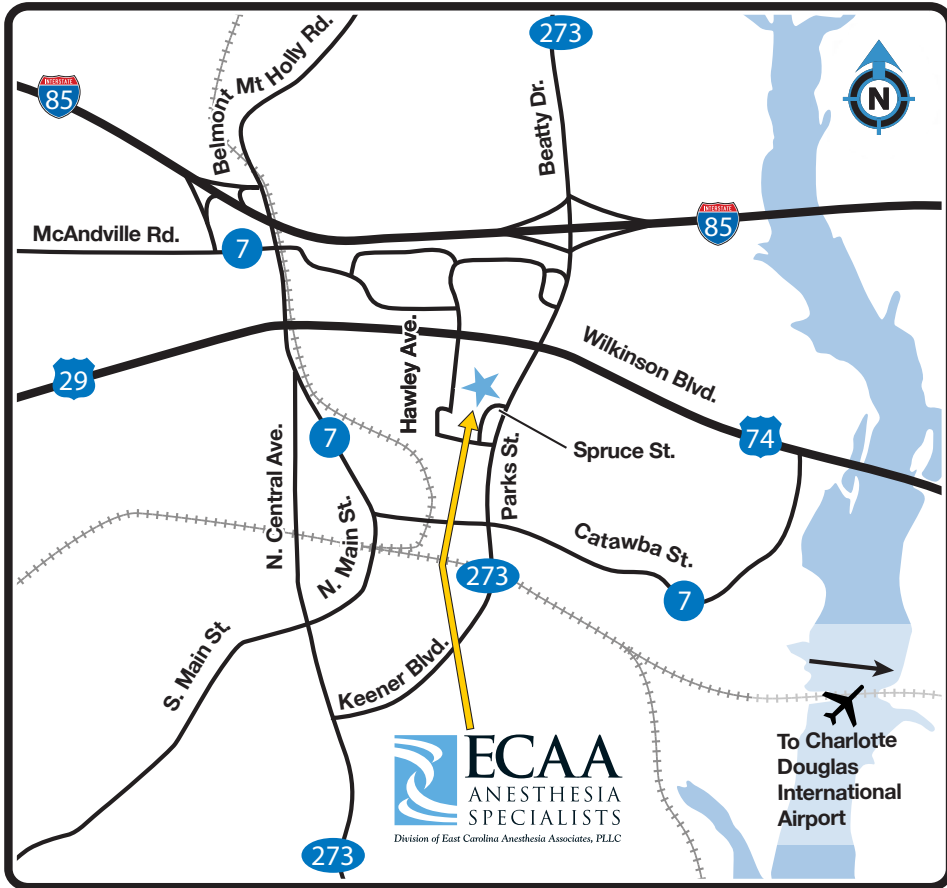 273
INTERSTATE
85
Belmont Mt Holly Rd.
Beatty Dr.
N
INTERSTATE
85
McAndville Rd.
7
Hawley Ave.
Wilkinson Blvd.
29
7
74
Spruce St.
Parks St.
N. Central Ave.
N. Main St.
Catawba St.
273
7
S. Main St.
Keener Blvd.
ECAA
ANESTHESIA
SPECIALISTS
Division of East Carolina Anesthesia Associates, PLLC
To Charlotte
Douglas
International
Airport
273